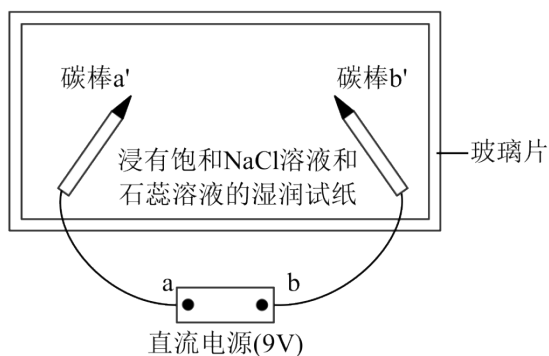 碳棒a'
碳棒b'
浸有饱和NaCl溶液和
石蕊溶液的湿润试纸
玻璃片
a
b
直流电源(9V)